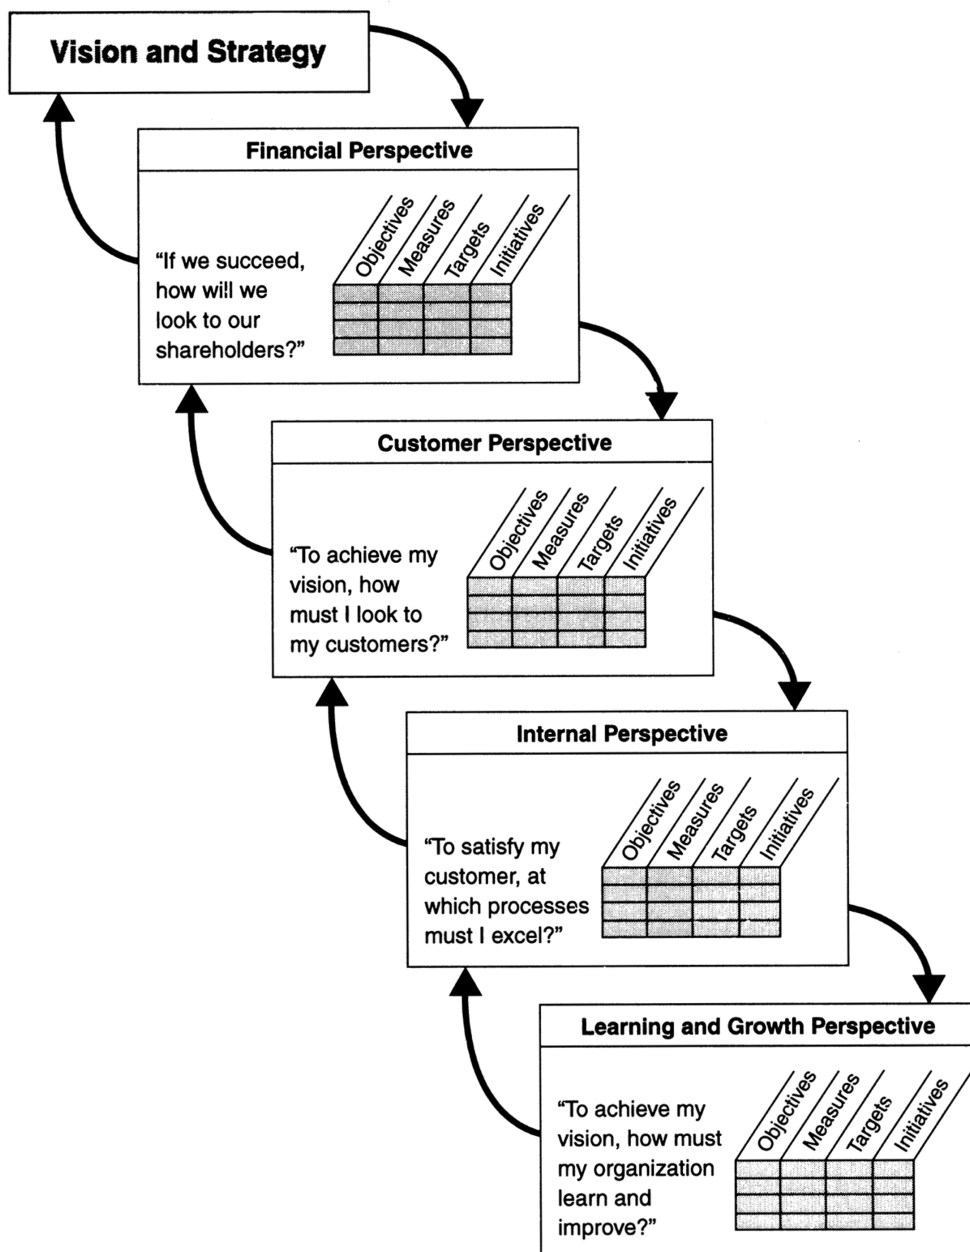 Vision and Strategy
Financial Perspective
Objectives
Measures
Targets
Initiatives
“If we succeed,
how will we
look to our
shareholders?”
Customer Perspective
Objectives
Measures
Targets
Initiatives
“To achieve my
vision, how
must I look to
my customers?”
Internal Perspective
Objectives
Measures
Targets
Initiatives
“To satisfy my
customer, at
which processes
must I excel?”
Learning and Growth Perspective
Objectives
Measures
Targets
Initiatives
“To achieve my
vision, how must
my organization
learn and
improve?”